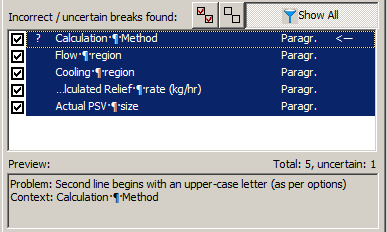 Incorrect / uncertain breaks found:
Show All
? Calculation·¶·Method Paragr. <—
Flow·¶·region Paragr.
Cooling·¶·region Paragr.
...lculated Relief·¶·rate (kg/hr) Paragr.
Actual PSV·¶·size Paragr.
Preview: Total: 5, uncertain: 1
Problem: Second line begins with an upper-case letter (as per options)
Context: Calculation·¶·Method